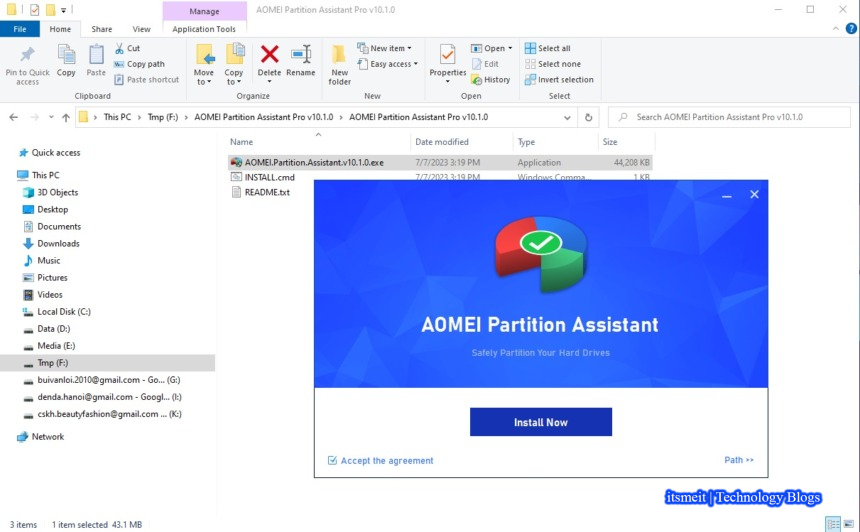 Manage
AOMEI Partition Assistant Pro v10.1.0
File Home Share View Application Tools
Pin to Quick access
Copy
Paste
Cut
Copy path
Paste shortcut
Move to
Copy to
Delete
Rename
New folder
New item
Easy access
Properties
Open
Edit
History
Select all
Select none
Invert selection
Clipboard Organize New Open Select
This PC > Tmp (F:) > AOMEI Partition Assistant Pro v10.1.0 > AOMEI Partition Assistant Pro v10.1.0
Search AOMEI Partition Assistant Pro v10.1.0
Name Date modified Type Size
AOMEI.Partition.Assistant.v10.1.0.exe 7/7/2023 3:19 PM Application 44,208 KB
INSTALL.cmd 7/7/2023 3:19 PM Windows Comma... 1 KB
README.txt
Quick access
This PC
3D Objects
Desktop
Documents
Downloads
Music
Pictures
Videos
Local Disk (C:)
Data (D:)
Media (E:)
Tmp (F:)
buivanloi.2010@gmail.com - Go... (G:)
denda.hanoi@gmail.com - Googl... (I:)
cskh.beautyfashion@gmail.com ... (K:)
Network
AOMEI Partition Assistant
Safely Partition Your Hard Drives
Install Now
Accept the agreement
Path >>
itsmeit | Technology Blogs
3 items 1 item selected 43.1 MB